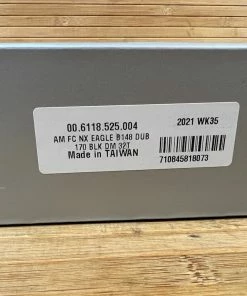 00.6118.525.004
2021 WK35
AM FC NX EAGLE B148 DUB
170 BLK DM 32T
Made in TAIWAN
710845818073